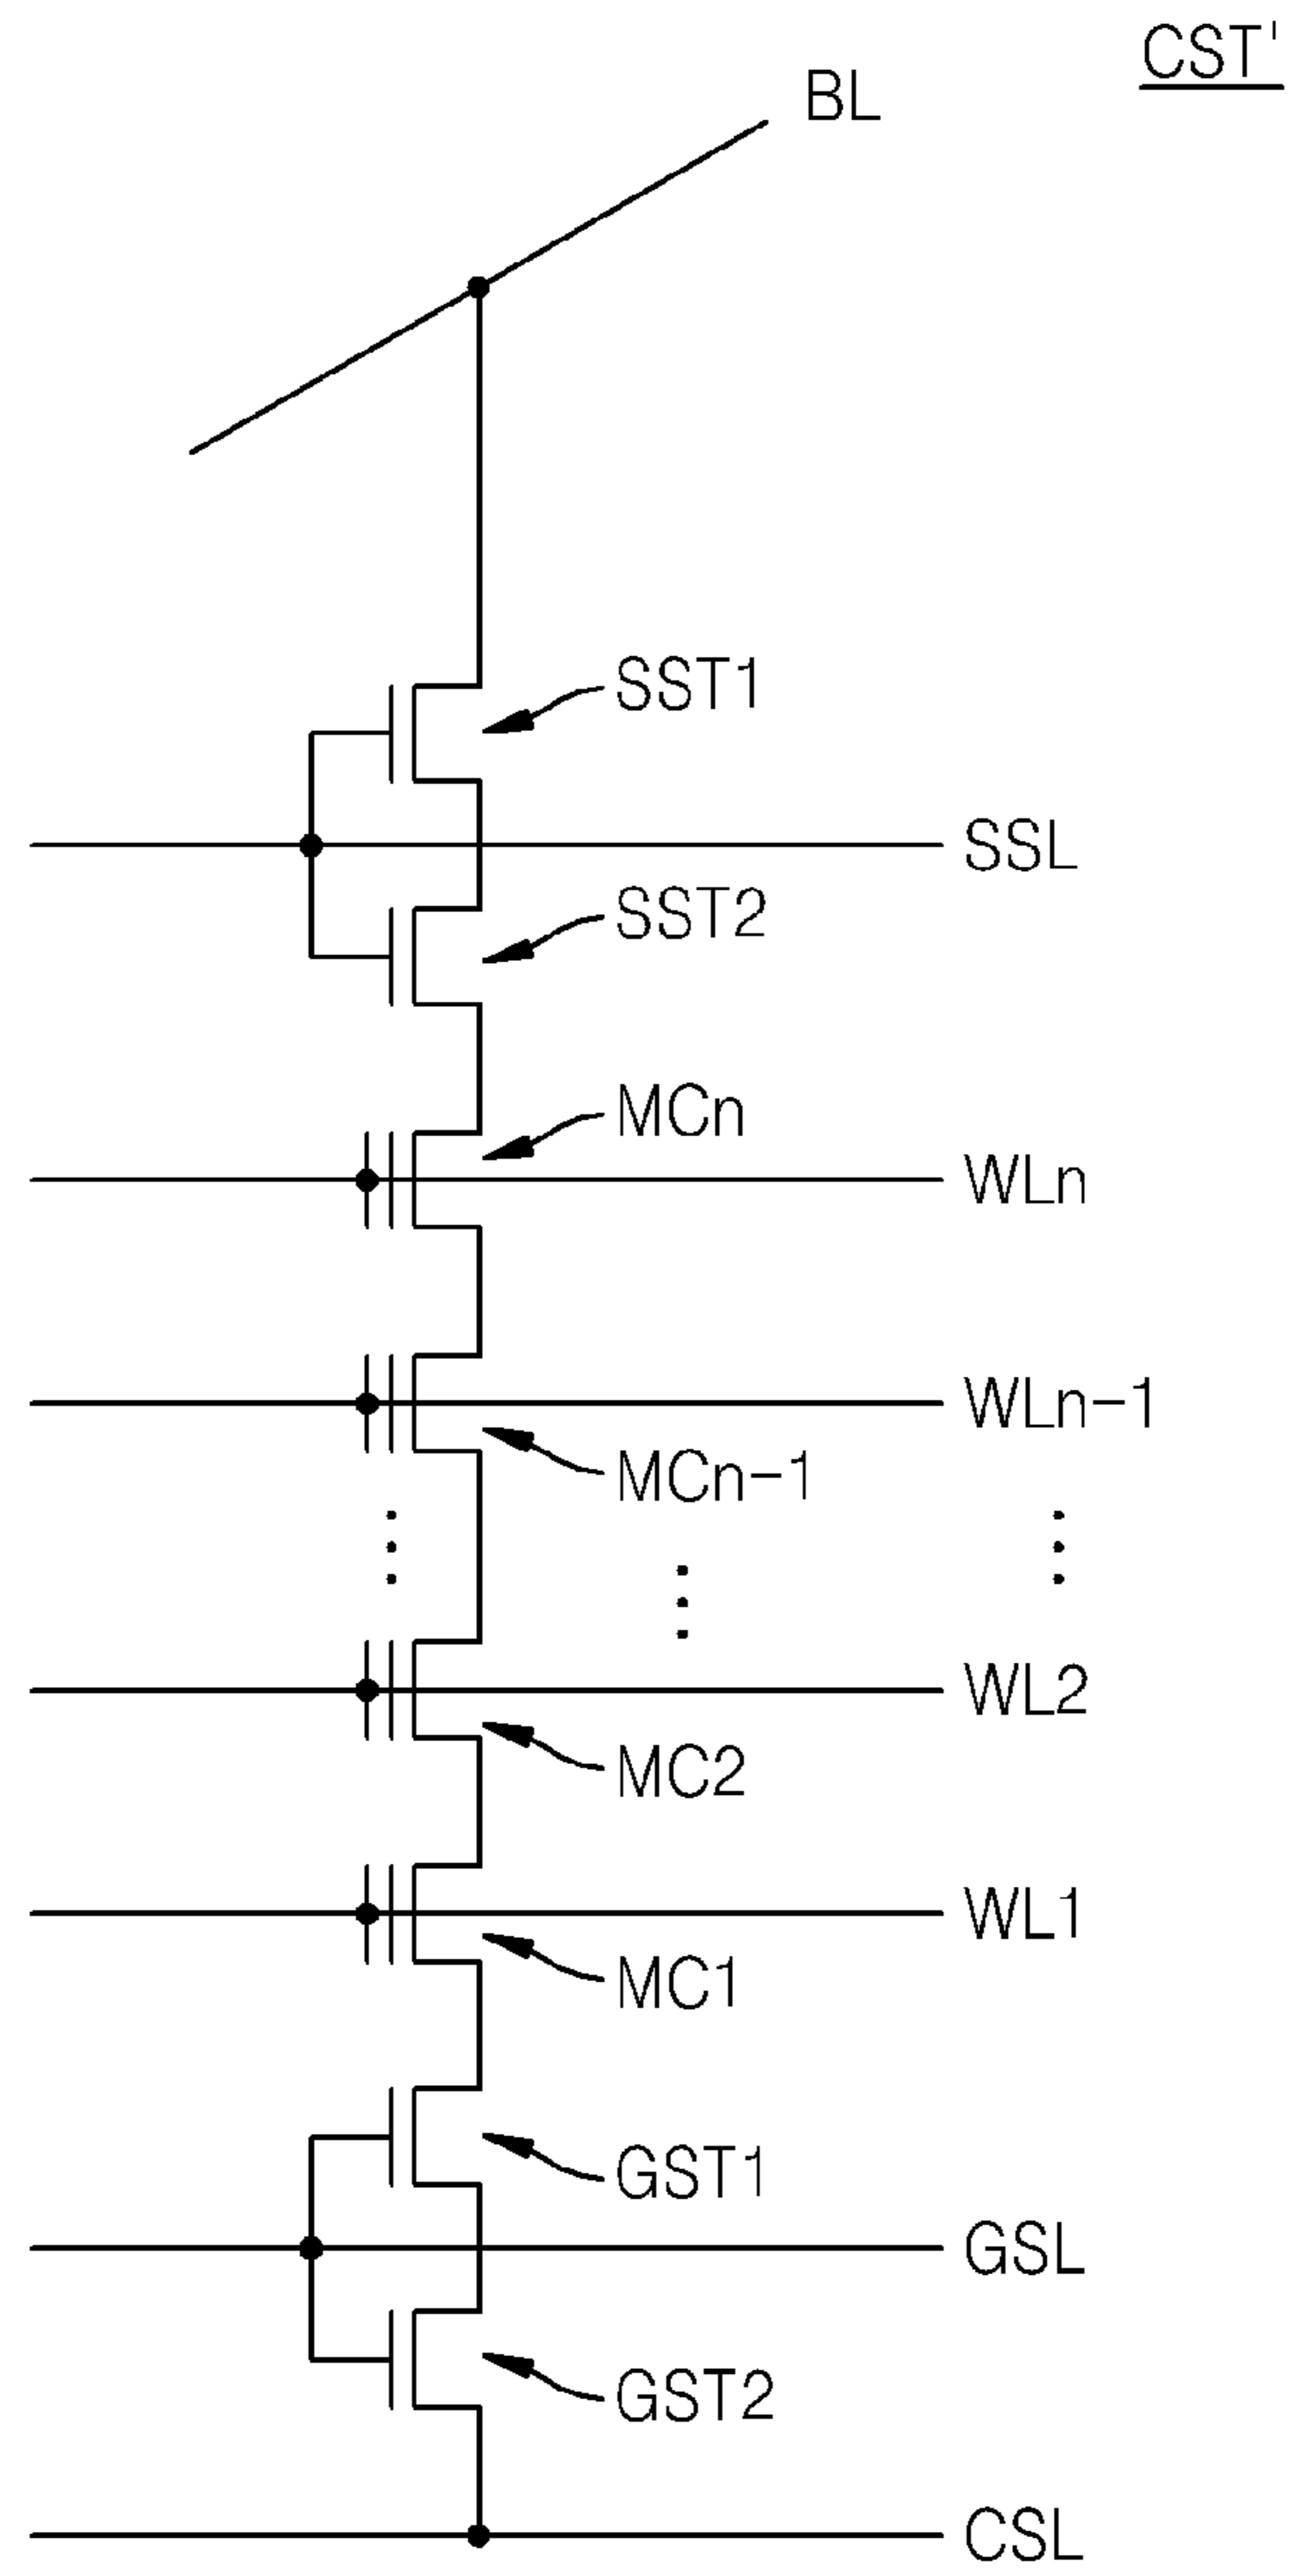 CST'
BL
SST1
SSL
SST2
MCn
WLn
WLn-1
MCn-1
WL2
MC2
WL1
MC1
GST1
GSL
GST2
CSL